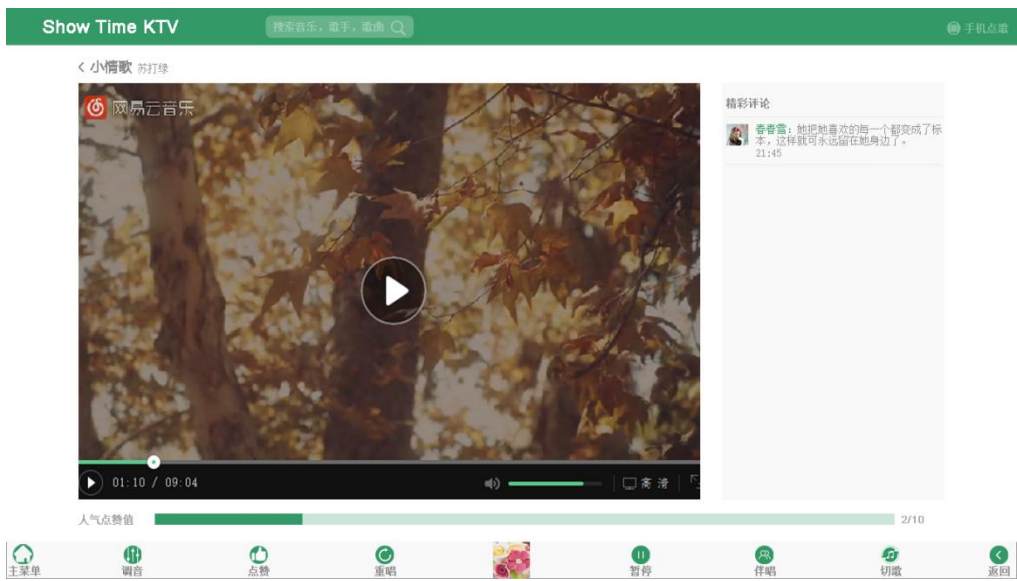 Show Time KTV
搜索音乐，歌手，歌曲
手机点歌
小情歌 苏打绿
网易云音乐
01:10 / 09:04
高清
精彩评论
春春雪：她把她喜欢的每一个都变成了标
本，这样就可永远留在她身边了。
21:45
人气点赞值
2/10
主菜单
调音
点赞
重唱
暂停
伴唱
切歌
返回